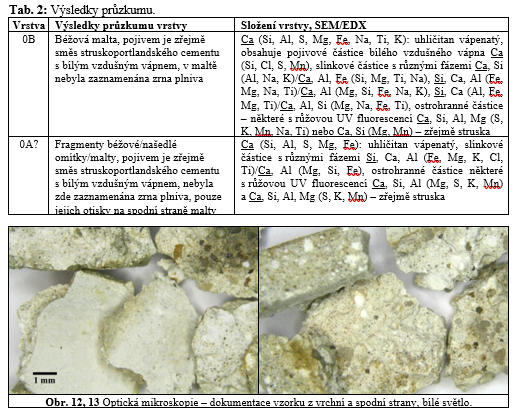 Tab. 2: Výsledky průzkumu.
Vrstva Výsledky průzkumu vrstvy Složení vrstvy, SEM/EDX
0B
Béžová malta, pojivem je zřejmě
směs struskoportlandského cementu
s bílým vzdušným vápnem, v maltě
nebyla zaznamenána zrna plniva
Ca (Si, Al, S, Mg, Fe, Na, Ti, K): uhličitan vápenatý,
obsahuje pojivové částice bílého vzdušného vápna Ca
(Si, Cl, S, Mn), slinkové částice s různými fázemi Ca, Si
(Al, Na, K)/Ca, Al, Fe (Si, Mg, Ti, Na), Si, Ca, Al (Fe,
Mg, Na, Ti)/Ca, Al (Mg, Si, Fe, Na, K), Si, Ca (Al, Fe,
Mg, Ti)/Ca, Al, Si (Mg, Na, Fe, Ti), ostrohranné částice
– některé s růžovou UV fluorescencí Ca, Si, Al, Mg (S,
K, Mn, Na, Ti) nebo Ca, Si (Mg, Mn) – zřejmě struska
0A?
Fragmenty béžové/našedlé
omítky/malty, pojivem je zřejmě
směs struskoportlandského cementu
s bílým vzdušným vápnem, nebyla
zde zaznamenána zrna plniva, pouze
jejich otisky na spodní straně malty
Ca (Si, Al, S, Mg, Fe): uhličitan vápenatý, slinkové
částice s různými fázemi Si, Ca, Al (Fe, Mg, K, Cl,
Ti)/Ca, Al (Mg, Si, Fe), ostrohranné částice některé
s růžovou UV fluorescencí Ca, Si, Al (Mg, S, K, Mn)
a Ca, Si, Al, Mg (S, K, Mn) – zřejmě struska
1 mm
Obr. 12, 13 Optická mikroskopie – dokumentace vzorku z vrchní a spodní strany, bílé světlo.